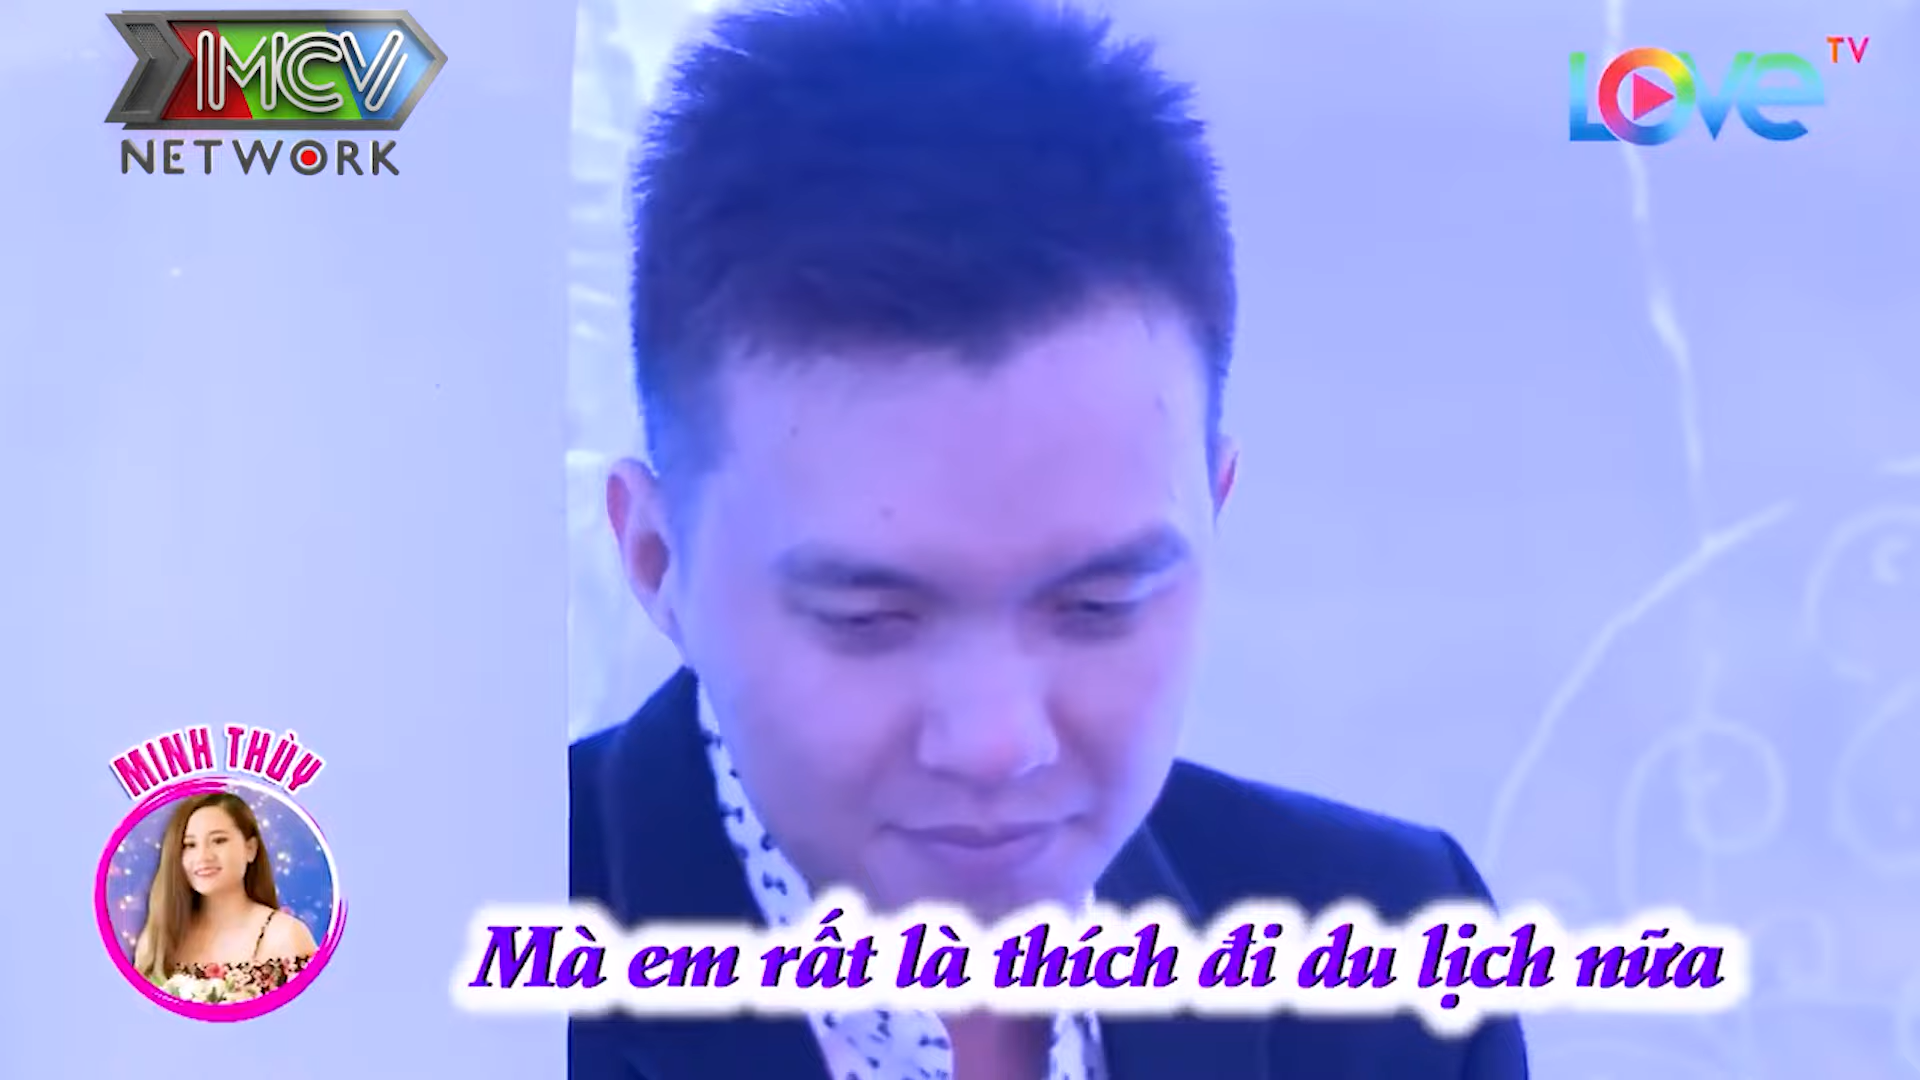 MCV
NETWORK
LOVE TV
MINH THÙY
Mà em rất là thích đi du lịch nữa